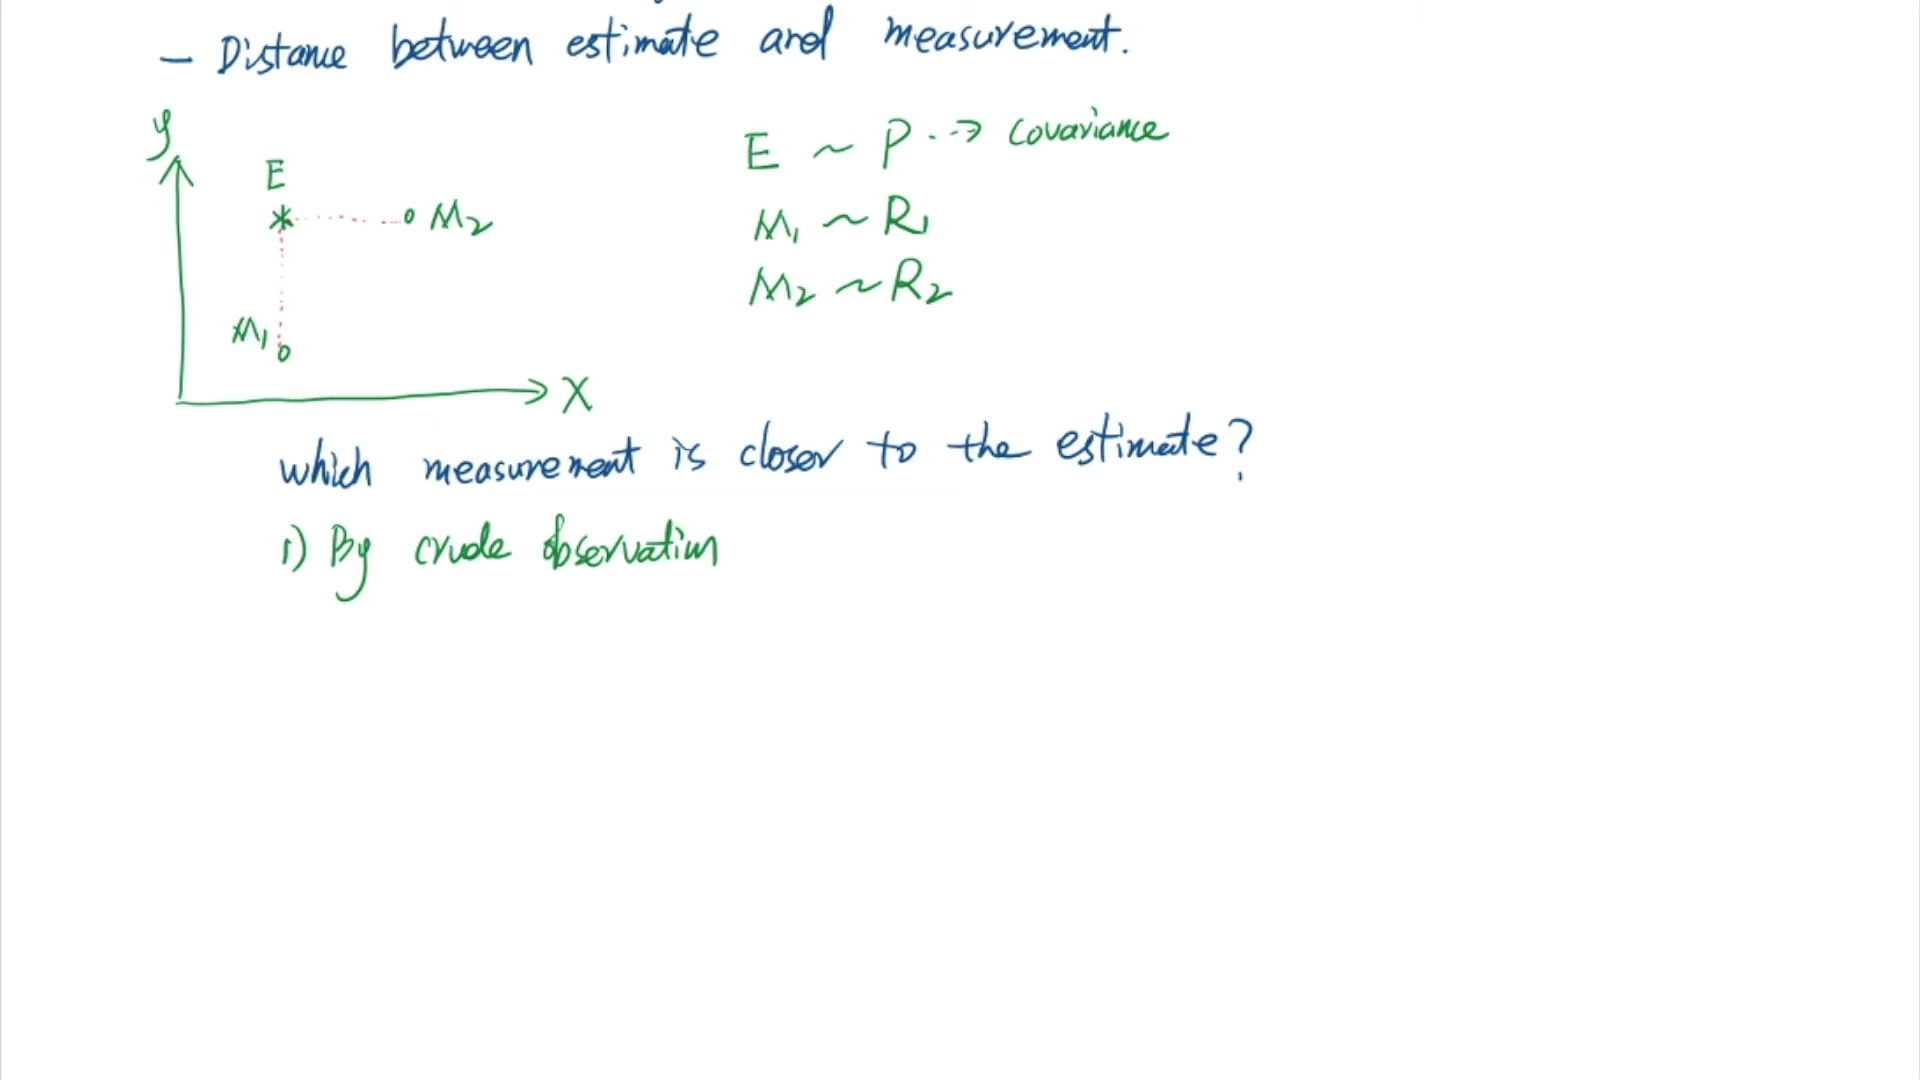 - Distance between estimate and measurement.
y
E
M2
M1
X
E ~ P --> covariance
M1 ~ R1
M2 ~ R2
which measurement is closer to the estimate?
1) By crude observation